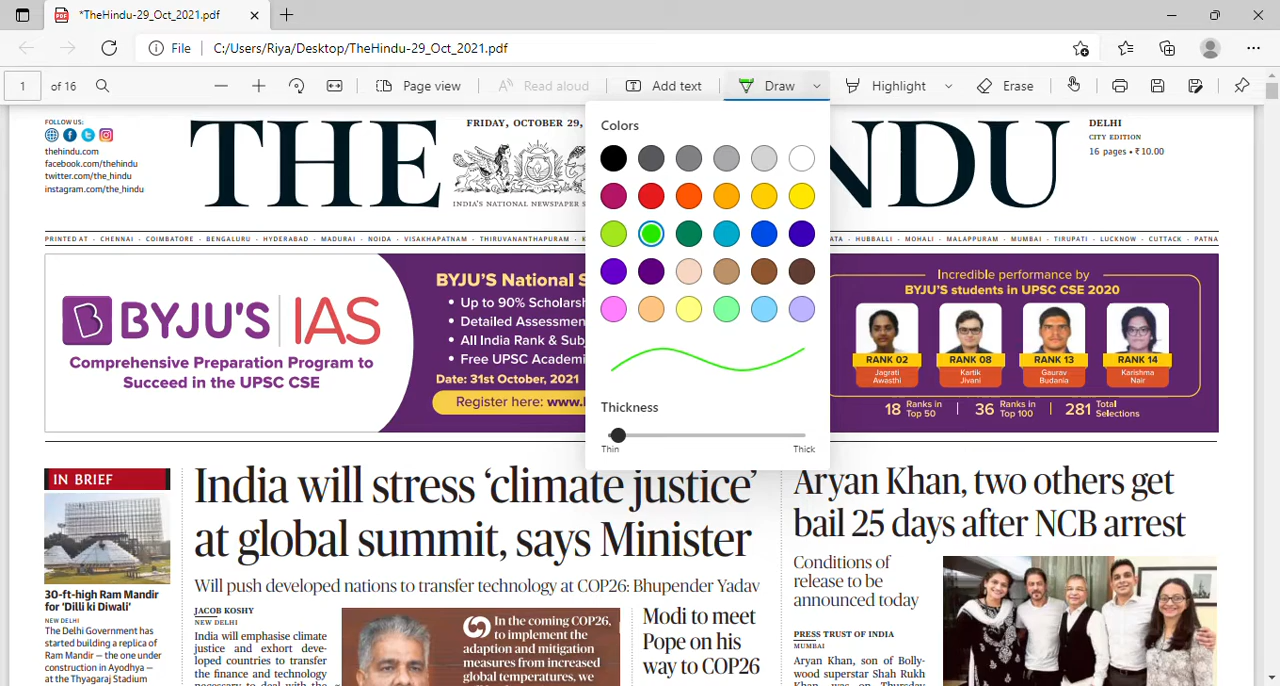 *TheHindu-29_Oct_2021.pdf
File C:/Users/Riya/Desktop/TheHindu-29_Oct_2021.pdf
1 of 16 Page view Read aloud Add text Draw Highlight Erase
Colors
Thickness
Thin Thick
FOLLOW US:
thehindu.com
facebook.com/thehindu
twitter.com/the_hindu
instagram.com/the_hindu
FRIDAY, OCTOBER 29,
THE NDU
INDIA'S NATIONAL NEWSPAPER S
DELHI
CITY EDITION
16 pages • ₹10.00
PRINTED AT · CHENNAI · COIMBATORE · BENGALURU · HYDERABAD · MADURAI · NOIDA · VISAKHAPATNAM · THIRUVANANTHAPURAM · K
ATA · HUBBALLI · MOHALI · MALAPPURAM · MUMBAI · TIRUPATI · LUCKNOW · CUTTACK · PATNA
BYJU'S IAS
Comprehensive Preparation Program to
Succeed in the UPSC CSE
BYJU'S National S
• Up to 90% Scholarsh
• Detailed Assessmen
• All India Rank & Sub
• Free UPSC Academi
Date: 31st October, 2021
Register here: www.b
Incredible performance by
BYJU'S students in UPSC CSE 2020
RANK 02 RANK 08 RANK 13 RANK 14
Jagrati Awasthi
Kartik Jivani
Gaurav Budania
Karishma Nair
18 Ranks in Top 50 | 36 Ranks in Top 100 | 281 Total Selections
IN BRIEF
30-ft-high Ram Mandir
for 'Dilli ki Diwali'
NEW DELHI
The Delhi Government has
started building a replica of
Ram Mandir — the one under
construction in Ayodhya —
at the Thyagaraj Stadium
India will stress ‘climate justice’
at global summit, says Minister
Will push developed nations to transfer technology at COP26: Bhupender Yadav
JACOB KOSHY
NEW DELHI
India will emphasise climate
justice and exhort deve-
loped countries to transfer
the finance and technology
necessary to deal with the
In the coming COP26,
to implement the
adaption and mitigation
measures from increased
global temperatures, we
Modi to meet
Pope on his
way to COP26
Aryan Khan, two others get
bail 25 days after NCB arrest
Conditions of
release to be
announced today
PRESS TRUST OF INDIA
MUMBAI
Aryan Khan, son of Bolly-
wood superstar Shah Rukh
Khan, was on Thursday